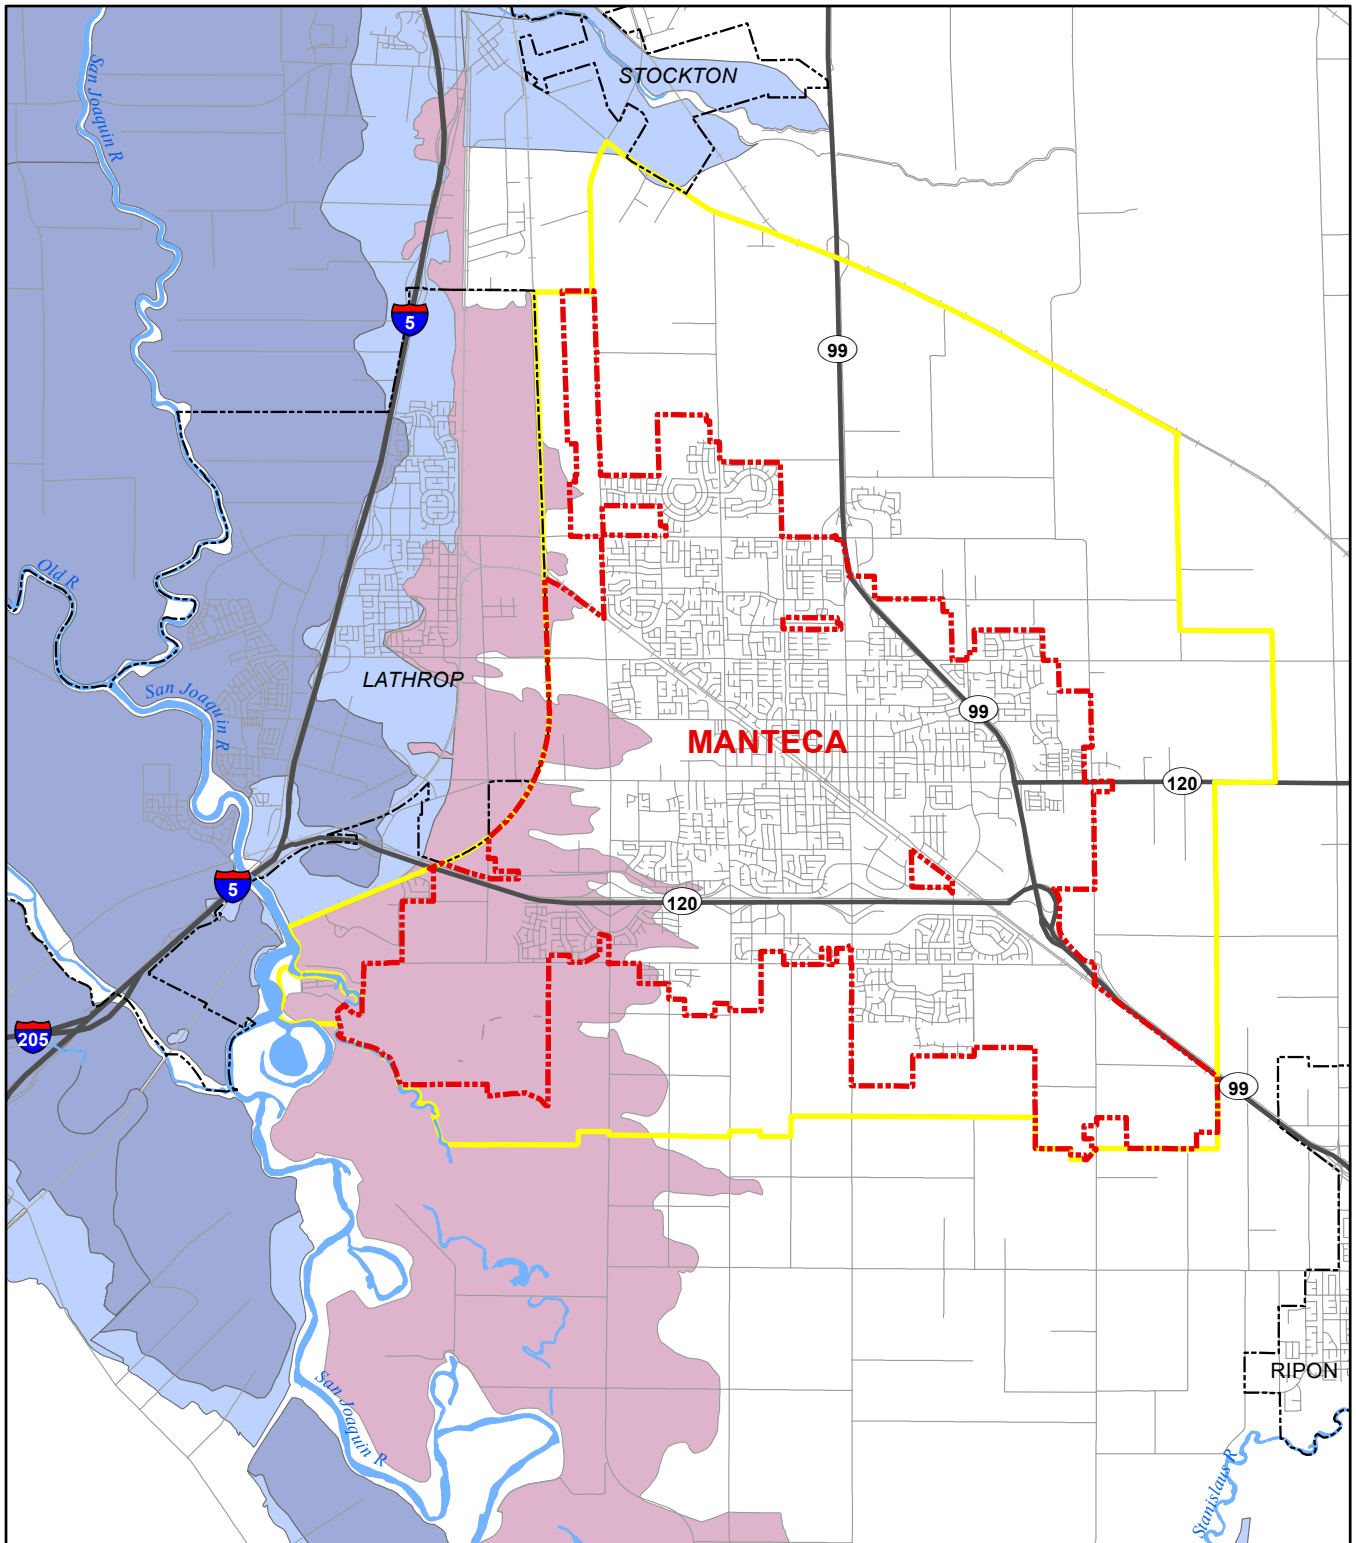 STOCKTON
San Joaquin R
5
99
Old R
LATHROP
San Joaquin R
99
MANTECA
120
5
120
205
99
San Joaquin R
RIPON
Stanislaus R